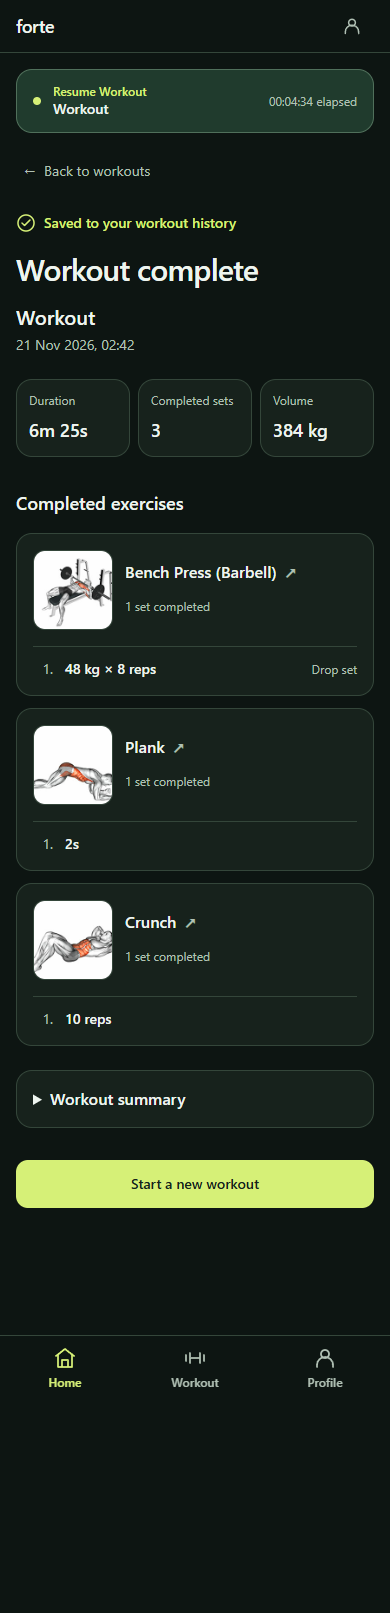 forte
Resume Workout
Workout
00:04:34 elapsed
← Back to workouts
Saved to your workout history
Workout complete
Workout
21 Nov 2026, 02:42
Duration
6m 25s
Completed sets
3
Volume
384 kg
Completed exercises
Bench Press (Barbell) ↗
1 set completed
1. 48 kg × 8 reps
Drop set
Plank ↗
1 set completed
1. 2s
Crunch ↗
1 set completed
1. 10 reps
▶ Workout summary
Start a new workout
Home
Workout
Profile